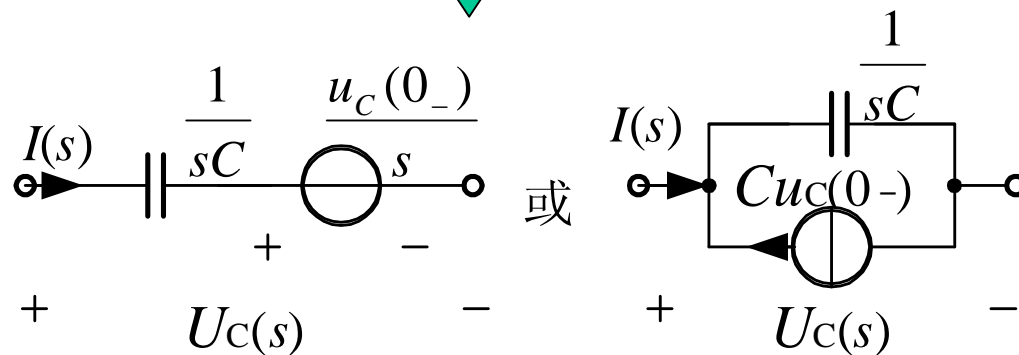 1
sC
u_C(0_)
s
I(s)
+
−
+
U_C(s)
−
或
1
sC
I(s)
Cu_C(0-)
+
U_C(s)
−